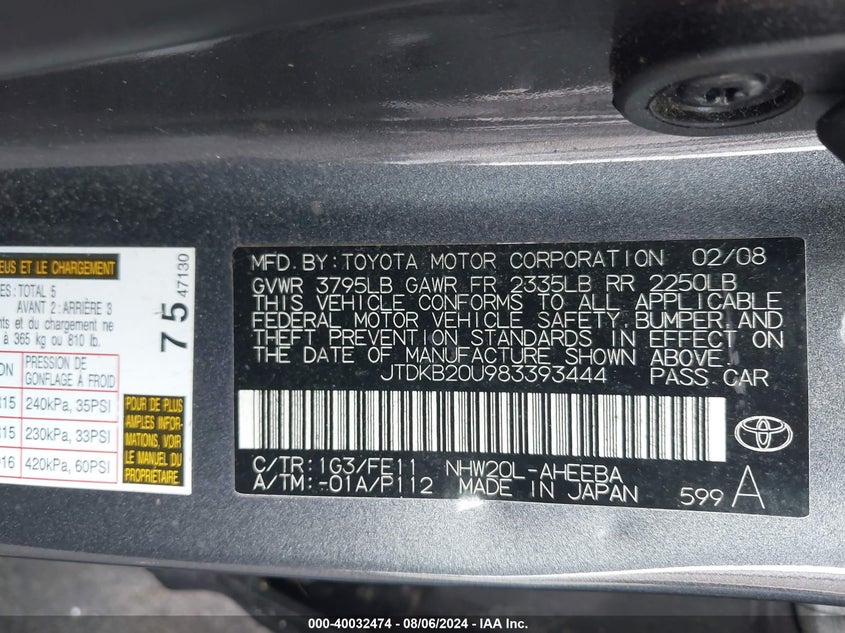 EUS ET LE CHARGEMENT
ES: TOTAL 5
AVANT 2: ARRIÈRE 3
nts et du chargement ne
à 365 kg ou 810 lb.
75
47130
ON
PRESSION DE
GONFLAGE À FROID
R15
240kPa, 35PSI
R15
230kPa, 33PSI
D16
420kPa, 60PSI
POUR DE PLUS
AMPLES INFOR-
MATIONS, VOIR
LE MANUEL DU
MFD. BY: TOYOTA MOTOR CORPORATION 02/08
GVWR 3795LB GAWR FR 2335LB RR 2250LB
THIS VEHICLE CONFORMS TO ALL APPLICABLE
FEDERAL MOTOR VEHICLE SAFETY, BUMPER, AND
THEFT PREVENTION STANDARDS IN EFFECT ON
THE DATE OF MANUFACTURE SHOWN ABOVE.
JTDKB20U983393444 PASS CAR
C/TR: 1G3/FE11 NHW20L-AHEEBA
A/TM: -01A/P112 MADE IN JAPAN 599 A
000-40032474 - 08/06/2024 - IAA Inc.